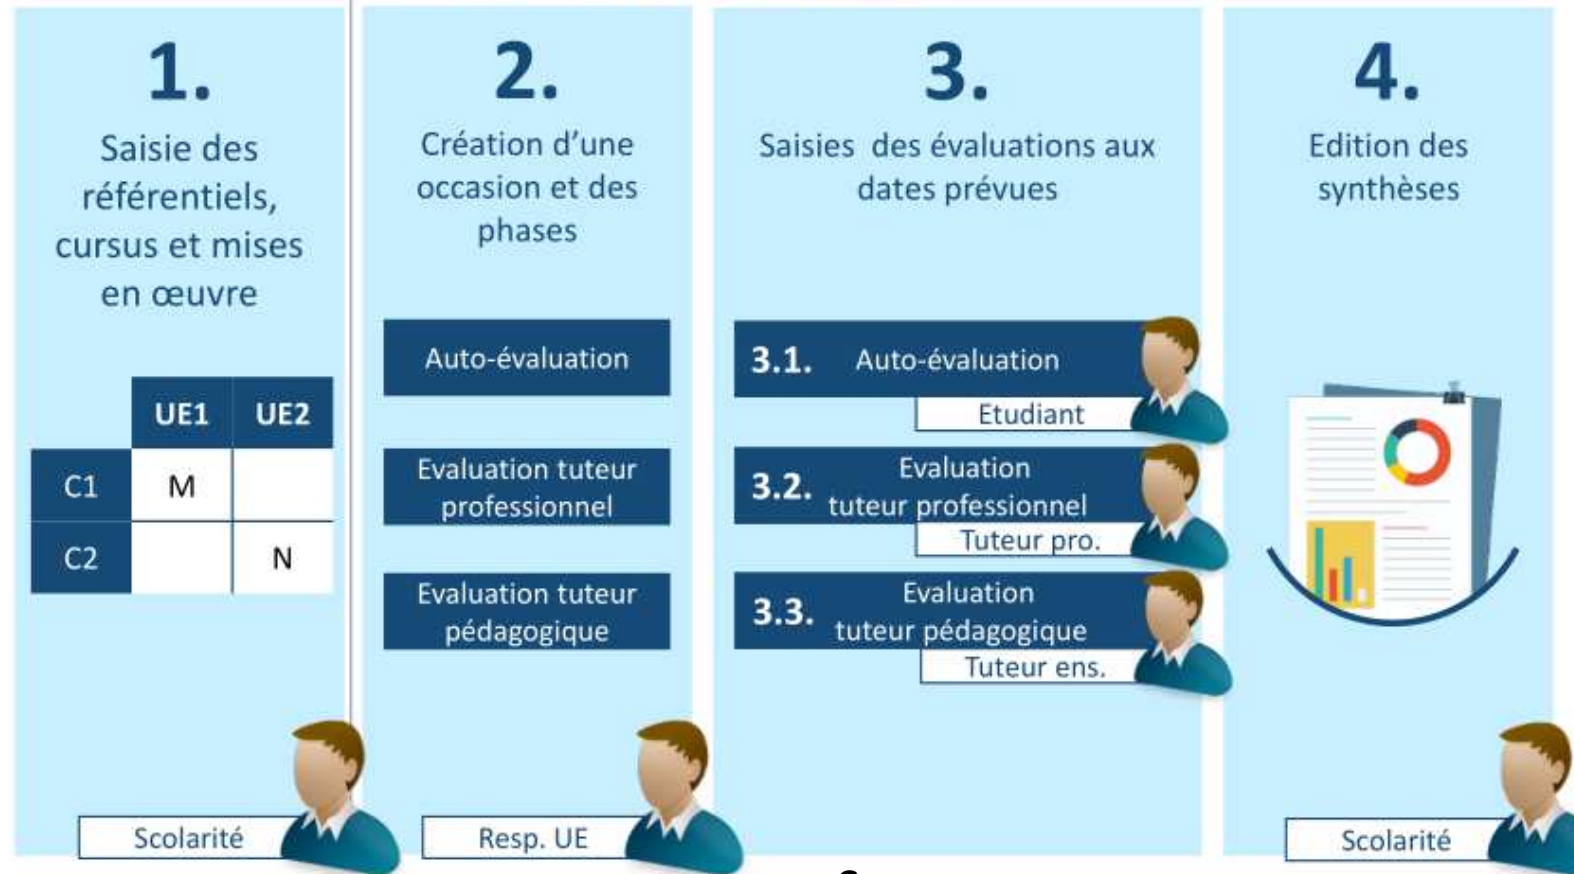 1.
Saisie des
référentiels,
cursus et mises
en œuvre
UE1 UE2
C1 M
C2 N
Scolarité
2.
Création d’une
occasion et des
phases
Auto-évaluation
Evaluation tuteur
professionnel
Evaluation tuteur
pédagogique
Resp. UE
3.
Saisies des évaluations aux
dates prévues
3.1. Auto-évaluation
Etudiant
3.2. Evaluation
tuteur professionnel
Tuteur pro.
3.3. Evaluation
tuteur pédagogique
Tuteur ens.
4.
Edition des
synthèses
Scolarité